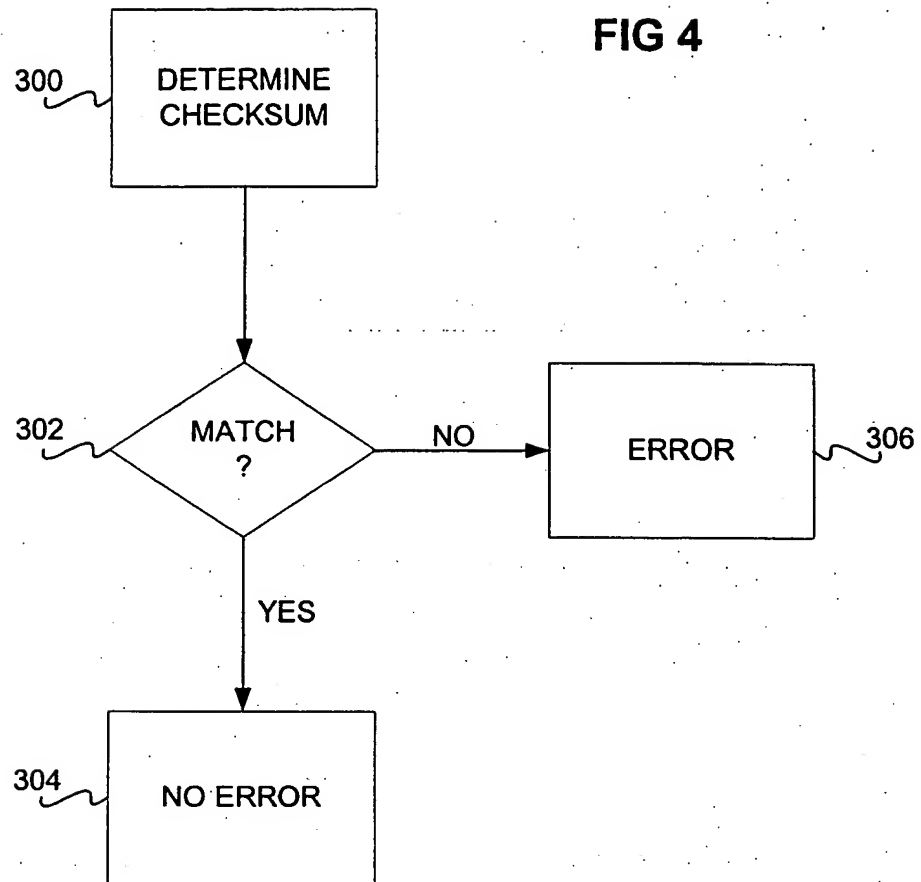 FIG 4
300
DETERMINE
CHECKSUM
302
MATCH
?
NO
ERROR
306
YES
304
NO ERROR